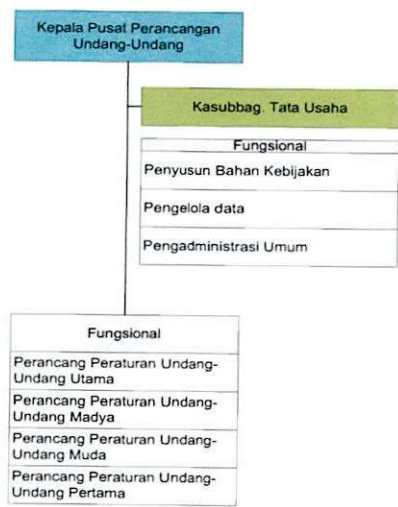 Kepala Pusat Perancangan
Undang-Undang
Kasubbag. Tata Usaha
Fungsional
Penyusun Bahan Kebijakan
Pengelola data
Pengadministrasi Umum
Fungsional
Perancang Peraturan Undang-
Undang Utama
Perancang Peraturan Undang-
Undang Madya
Perancang Peraturan Undang-
Undang Muda
Perancang Peraturan Undang-
Undang Pertama